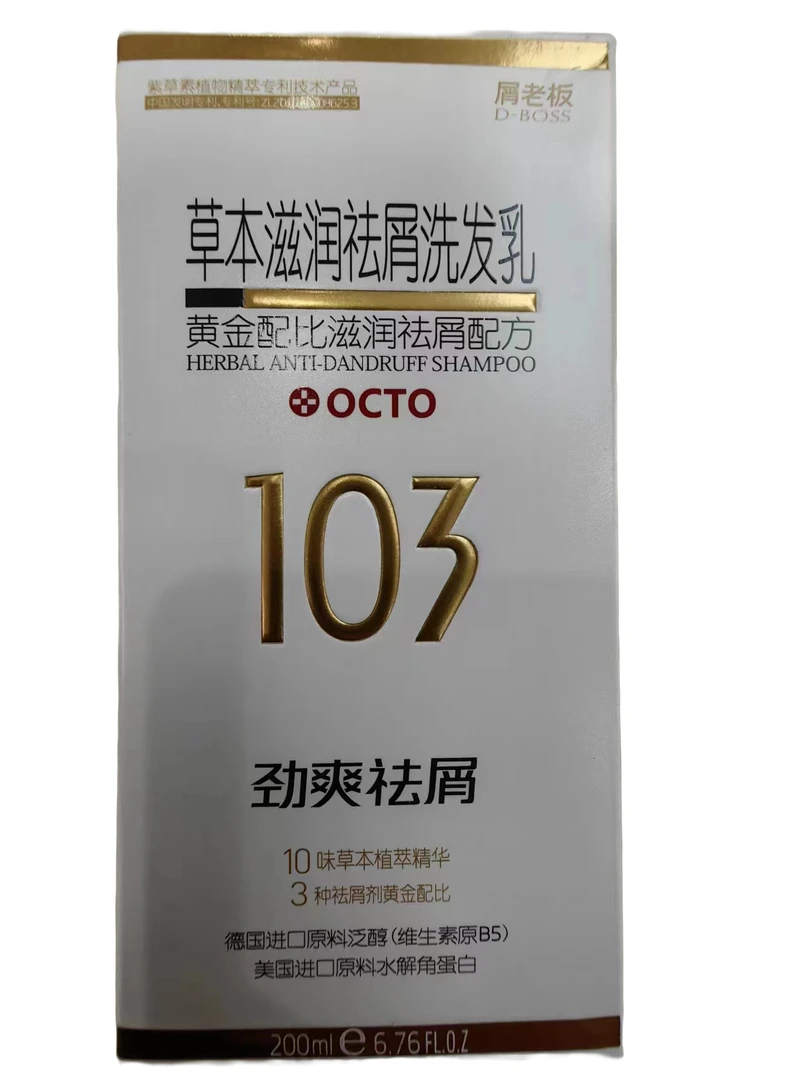 紫草素植物精萃专利技术产品
屑老板
D-BOSS
草本滋润祛屑洗发乳
黄金配比滋润祛屑配方
HERBAL ANTI-DANDRUFF SHAMPOO
OCTO
103
劲爽祛屑
10味草本植萃精华
3种祛屑剂黄金配比
德国进口原料泛醇(维生素原B5)
美国进口原料水解角蛋白
200ml ℮ 6.76 FL.O.Z